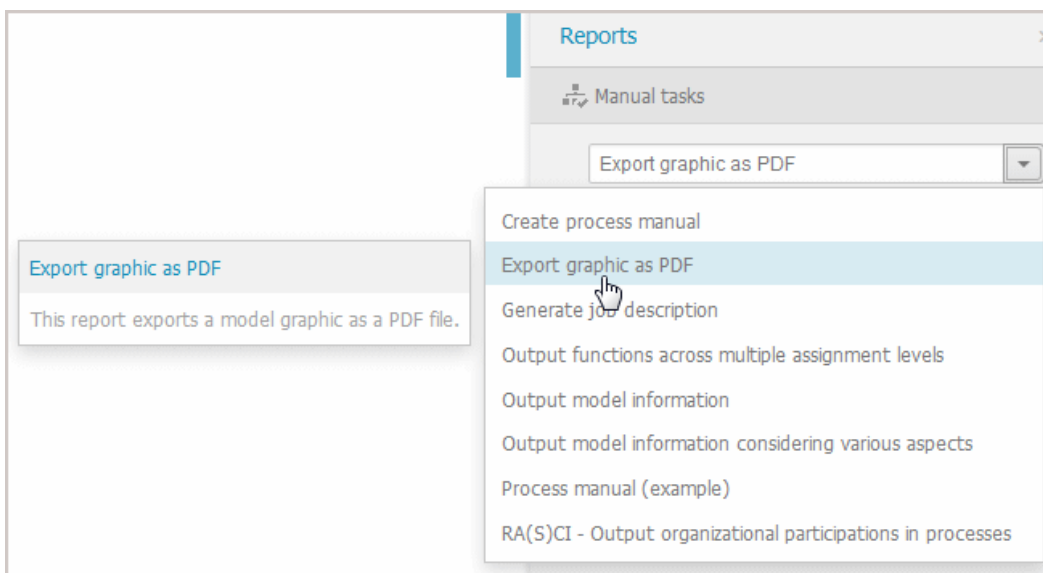 Reports
Manual tasks
Export graphic as PDF
Create process manual
Export graphic as PDF
Generate job description
Output functions across multiple assignment levels
Output model information
Output model information considering various aspects
Process manual (example)
RA(S)CI - Output organizational participations in processes
Export graphic as PDF
This report exports a model graphic as a PDF file.